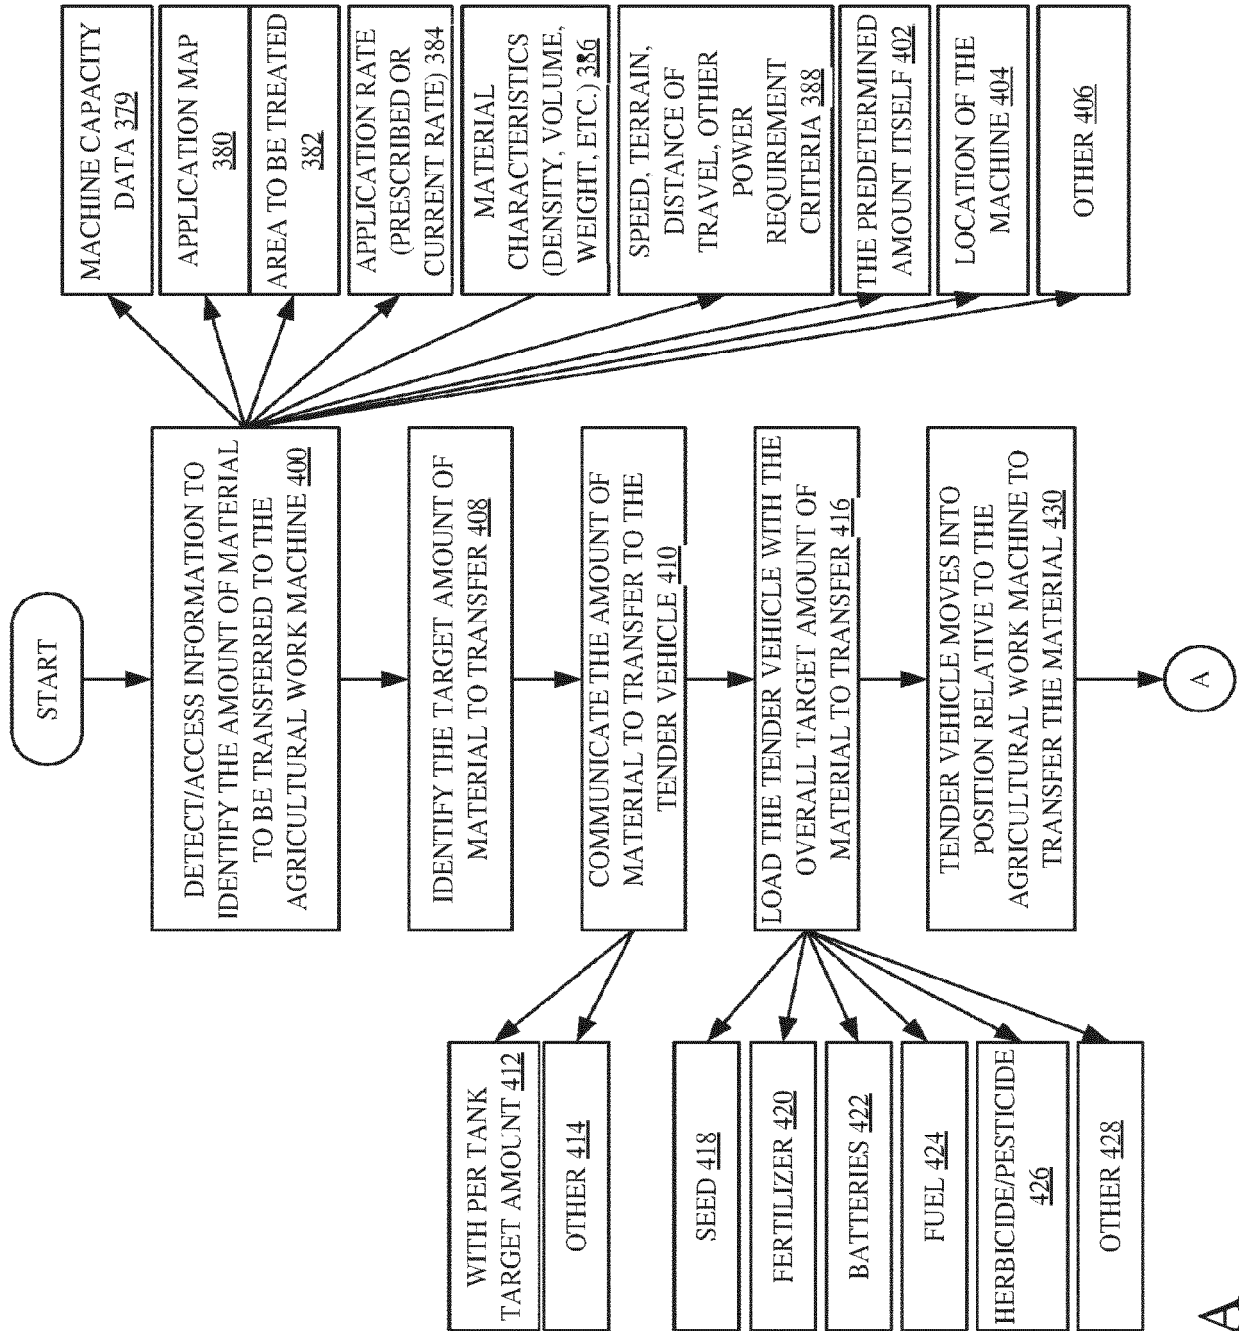 START
DETECT/ACCESS INFORMATION TO
IDENTIFY THE AMOUNT OF MATERIAL
TO BE TRANSFERRED TO THE
AGRICULTURAL WORK MACHINE 400
MACHINE CAPACITY
DATA 379
APPLICATION MAP
380
AREA TO BE TREATED
382
APPLICATION RATE
(PRESCRIBED OR
CURRENT RATE) 384
MATERIAL
CHARACTERISTICS
(DENSITY, VOLUME,
WEIGHT, ETC.) 386
SPEED, TERRAIN,
DISTANCE OF
TRAVEL, OTHER
POWER
REQUIREMENT
CRITERIA 388
THE PREDETERMINED
AMOUNT ITSELF 402
LOCATION OF THE
MACHINE 404
OTHER 406
IDENTIFY THE TARGET AMOUNT OF
MATERIAL TO TRANSFER 408
COMMUNICATE THE AMOUNT OF
MATERIAL TO TRANSFER TO THE
TENDER VEHICLE 410
WITH PER TANK
TARGET AMOUNT 412
OTHER 414
LOAD THE TENDER VEHICLE WITH THE
OVERALL TARGET AMOUNT OF
MATERIAL TO TRANSFER 416
SEED 418
FERTILIZER 420
BATTERIES 422
FUEL 424
HERBICIDE/PESTICIDE
426
OTHER 428
TENDER VEHICLE MOVES INTO
POSITION RELATIVE TO THE
AGRICULTURAL WORK MACHINE TO
TRANSFER THE MATERIAL 430
A
A